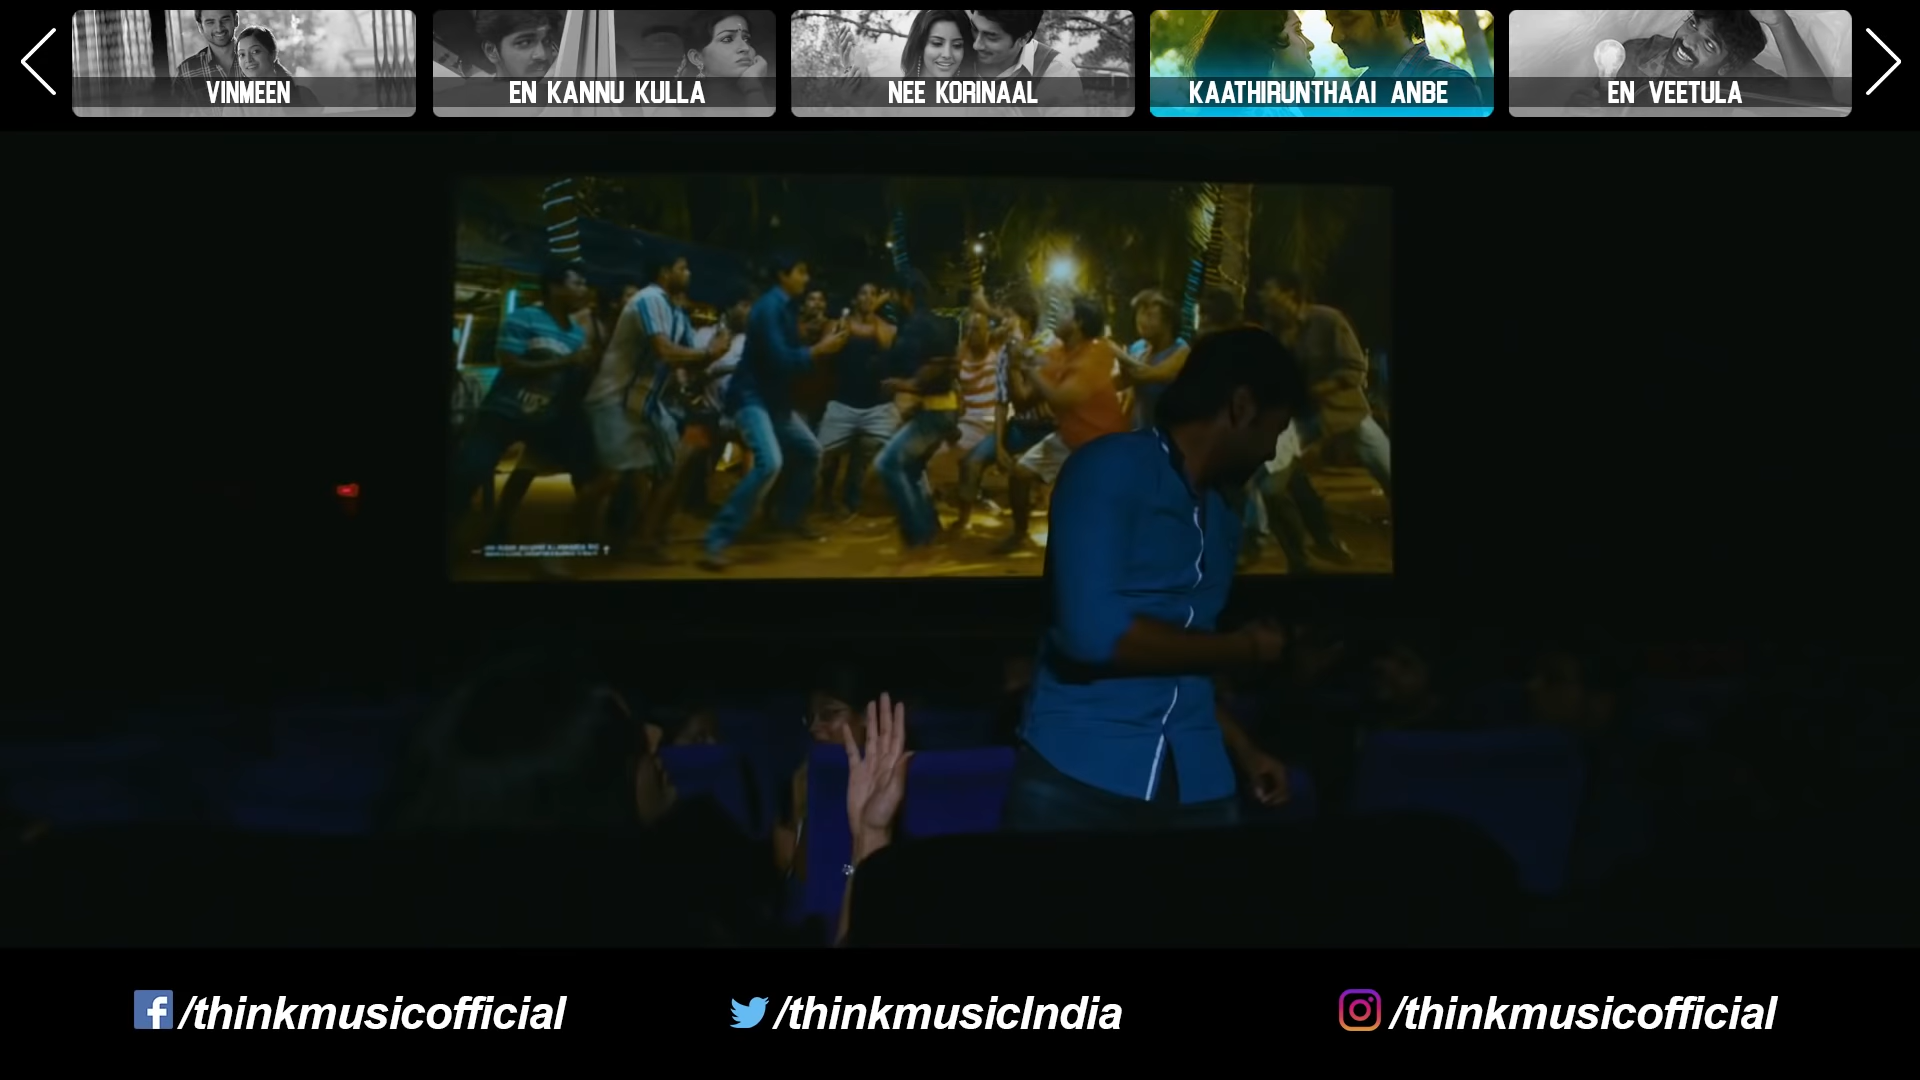 VINMEEN
EN KANNU KULLA
NEE KORINAAL
KAATHIRUNTHAAI ANBE
EN VEETULA
/thinkmusicofficial
/thinkmusicIndia
/thinkmusicofficial